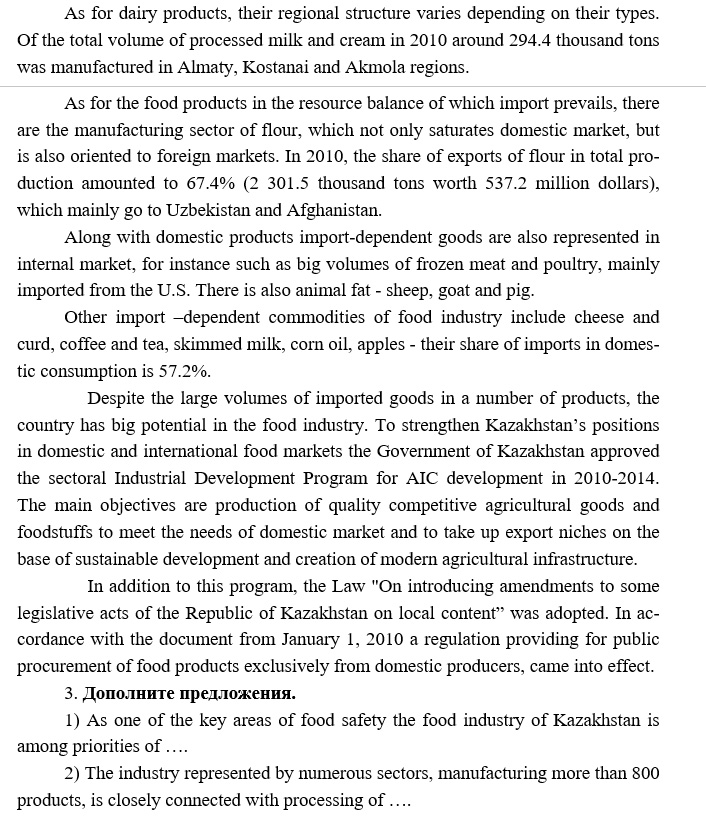 As for dairy products, their regional structure varies depending on their types.
Of the total volume of processed milk and cream in 2010 around 294.4 thousand tons
was manufactured in Almaty, Kostanai and Akmola regions.
As for the food products in the resource balance of which import prevails, there
are the manufacturing sector of flour, which not only saturates domestic market, but
is also oriented to foreign markets. In 2010, the share of exports of flour in total pro-
duction amounted to 67.4% (2 301.5 thousand tons worth 537.2 million dollars),
which mainly go to Uzbekistan and Afghanistan.
Along with domestic products import-dependent goods are also represented in
internal market, for instance such as big volumes of frozen meat and poultry, mainly
imported from the U.S. There is also animal fat - sheep, goat and pig.
Other import –dependent commodities of food industry include cheese and
curd, coffee and tea, skimmed milk, corn oil, apples - their share of imports in domes-
tic consumption is 57.2%.
Despite the large volumes of imported goods in a number of products, the
country has big potential in the food industry. To strengthen Kazakhstan’s positions
in domestic and international food markets the Government of Kazakhstan approved
the sectoral Industrial Development Program for AIC development in 2010-2014.
The main objectives are production of quality competitive agricultural goods and
foodstuffs to meet the needs of domestic market and to take up export niches on the
base of sustainable development and creation of modern agricultural infrastructure.
In addition to this program, the Law "On introducing amendments to some
legislative acts of the Republic of Kazakhstan on local content” was adopted. In ac-
cordance with the document from January 1, 2010 a regulation providing for public
procurement of food products exclusively from domestic producers, came into effect.
3. Дополните предложения.
1) As one of the key areas of food safety the food industry of Kazakhstan is
among priorities of ….
2) The industry represented by numerous sectors, manufacturing more than 800
products, is closely connected with processing of ….